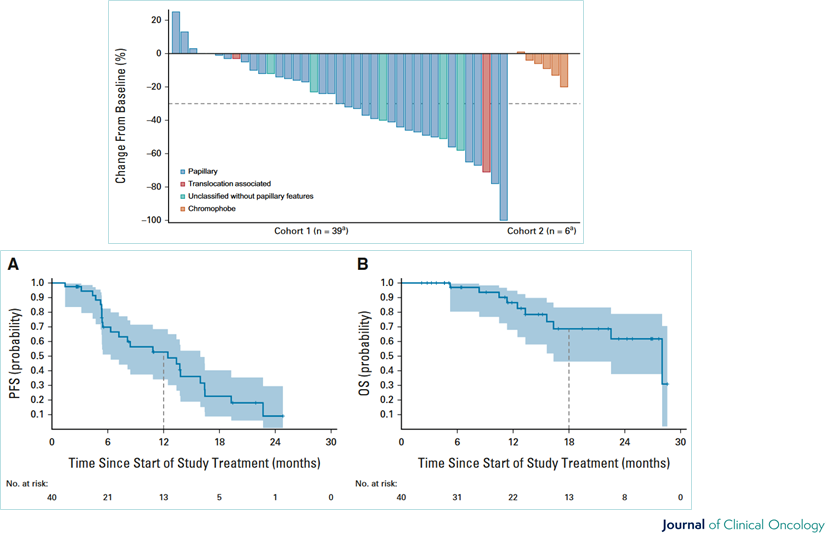 20
0
−20
−40
−60
−80
−100
Change From Baseline (%)
Papillary
Translocation associated
Unclassified without papillary features
Chromophobe
Cohort 1 (n = 39ª)
Cohort 2 (n = 6ª)
A
1.0
0.9
0.8
0.7
0.6
0.5
0.4
0.3
0.2
0.1
PFS (probability)
0 6 12 18 24 30
Time Since Start of Study Treatment (months)
No. at risk:
40 21 13 5 1 0
B
1.0
0.9
0.8
0.7
0.6
0.5
0.4
0.3
0.2
0.1
OS (probability)
0 6 12 18 24 30
Time Since Start of Study Treatment (months)
No. at risk:
40 31 22 13 8 0
Journal of Clinical Oncology